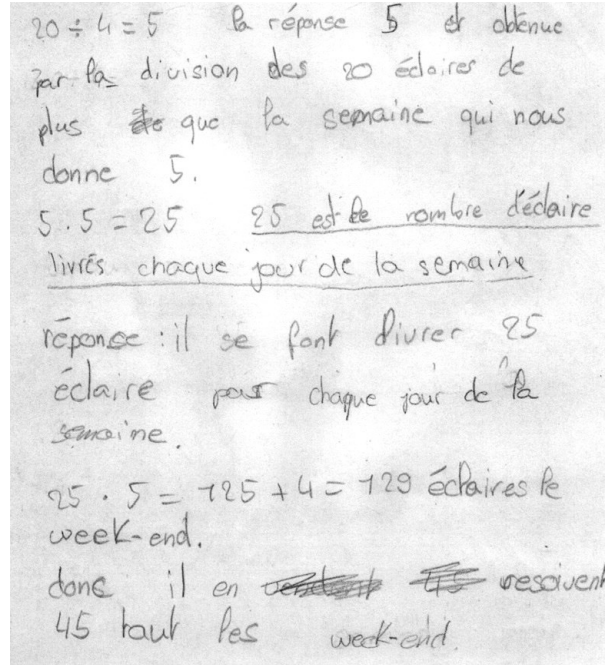 20 ÷ 4 = 5 la réponse 5 et obtenue
par la division des 20 éclaires de
plus que la semaine qui nous
donne 5.
5 . 5 = 25 25 est le nombre d'éclaire
livrés chaque jour de la semaine
réponse : il se font livrer 25
éclaire pour chaque jour de la
semaine.
25 . 5 = 125 + 4 = 129 éclaires le
week-end.
donc il en resoivent
45 taut les week-end.